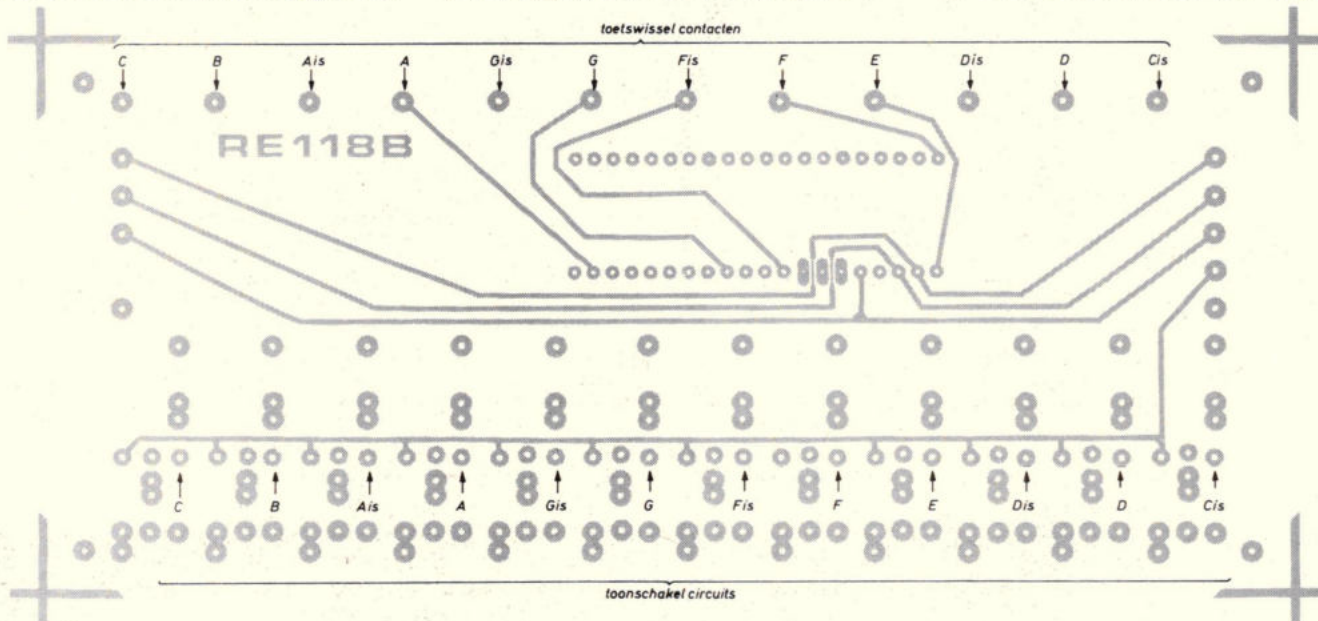 toetswissel contacten
C B Ais A Gis G Fis F E Dis D Cis
RE118B
C B Ais A Gis G Fis F E Dis D Cis
toonschakel circuits